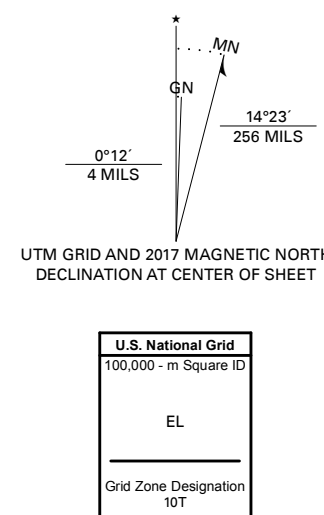 MN
GN
14°23´
256 MILS
0°12´
4 MILS
UTM GRID AND 2017 MAGNETIC NORTH
DECLINATION AT CENTER OF SHEET
U.S. National Grid
100,000 - m Square ID
EL
Grid Zone Designation
10T